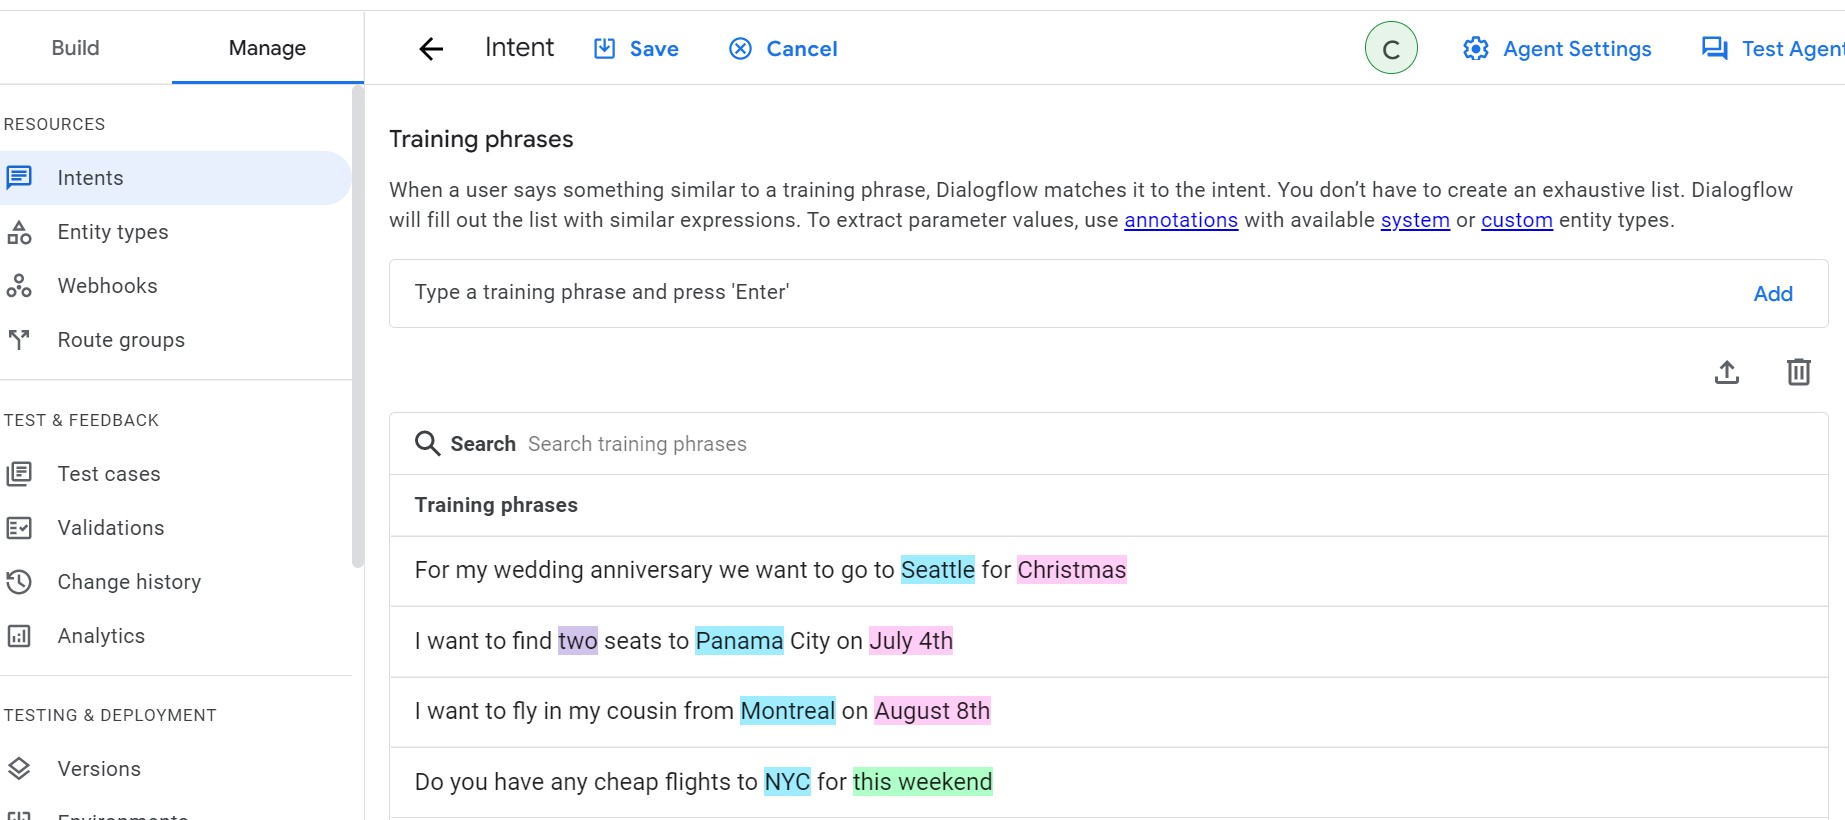 Build
Manage
Intent
Save
Cancel
C
Agent Settings
Test Agent
RESOURCES
Intents
Entity types
Webhooks
Route groups
TEST & FEEDBACK
Test cases
Validations
Change history
Analytics
TESTING & DEPLOYMENT
Versions
Environments
Training phrases
When a user says something similar to a training phrase, Dialogflow matches it to the intent. You don’t have to create an exhaustive list. Dialogflow
will fill out the list with similar expressions. To extract parameter values, use annotations with available system or custom entity types.
Type a training phrase and press 'Enter'
Add
Search Search training phrases
Training phrases
For my wedding anniversary we want to go to Seattle for Christmas
I want to find two seats to Panama City on July 4th
I want to fly in my cousin from Montreal on August 8th
Do you have any cheap flights to NYC for this weekend